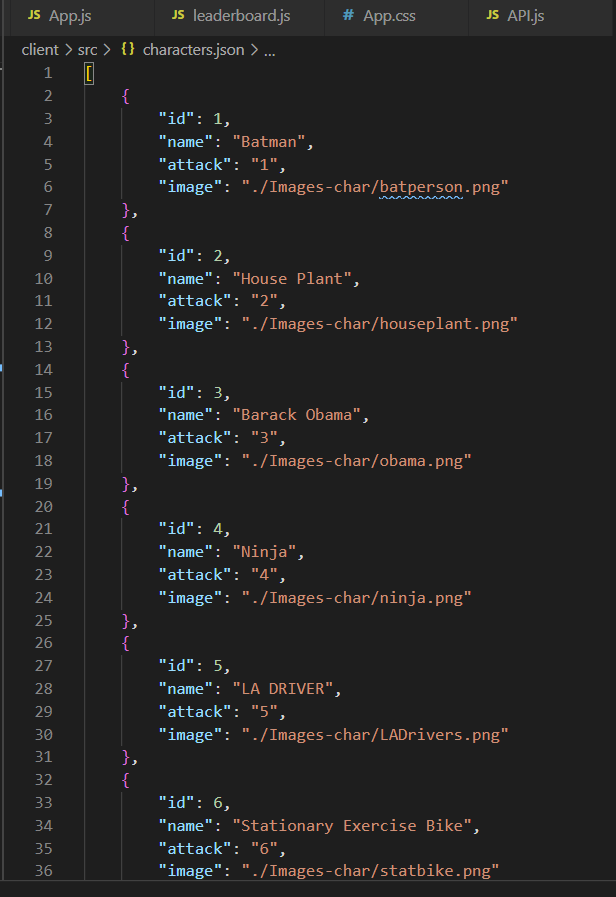 JS App.js JS leaderboard.js # App.css JS API.js
client > src > {} characters.json > ...
1 [
2 {
3 "id": 1,
4 "name": "Batman",
5 "attack": "1",
6 "image": "./Images-char/batperson.png"
7 },
8 {
9 "id": 2,
10 "name": "House Plant",
11 "attack": "2",
12 "image": "./Images-char/houseplant.png"
13 },
14 {
15 "id": 3,
16 "name": "Barack Obama",
17 "attack": "3",
18 "image": "./Images-char/obama.png"
19 },
20 {
21 "id": 4,
22 "name": "Ninja",
23 "attack": "4",
24 "image": "./Images-char/ninja.png"
25 },
26 {
27 "id": 5,
28 "name": "LA DRIVER",
29 "attack": "5",
30 "image": "./Images-char/LADrivers.png"
31 },
32 {
33 "id": 6,
34 "name": "Stationary Exercise Bike",
35 "attack": "6",
36 "image": "./Images-char/statbike.png"